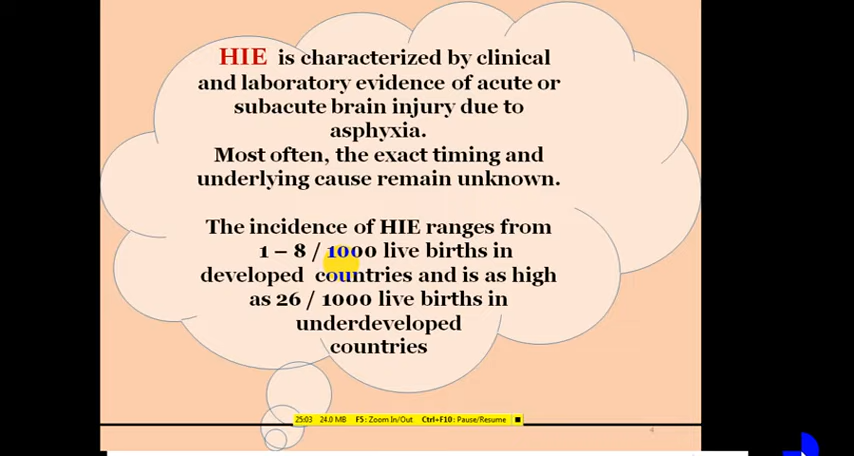 HIE is characterized by clinical
and laboratory evidence of acute or
subacute brain injury due to
asphyxia.
Most often, the exact timing and
underlying cause remain unknown.
The incidence of HIE ranges from
1 – 8 / 1000 live births in
developed countries and is as high
as 26 / 1000 live births in
underdeveloped
countries
25:03 24.0 MB F5: Zoom In/Out Ctrl+F10: Pause/Resume